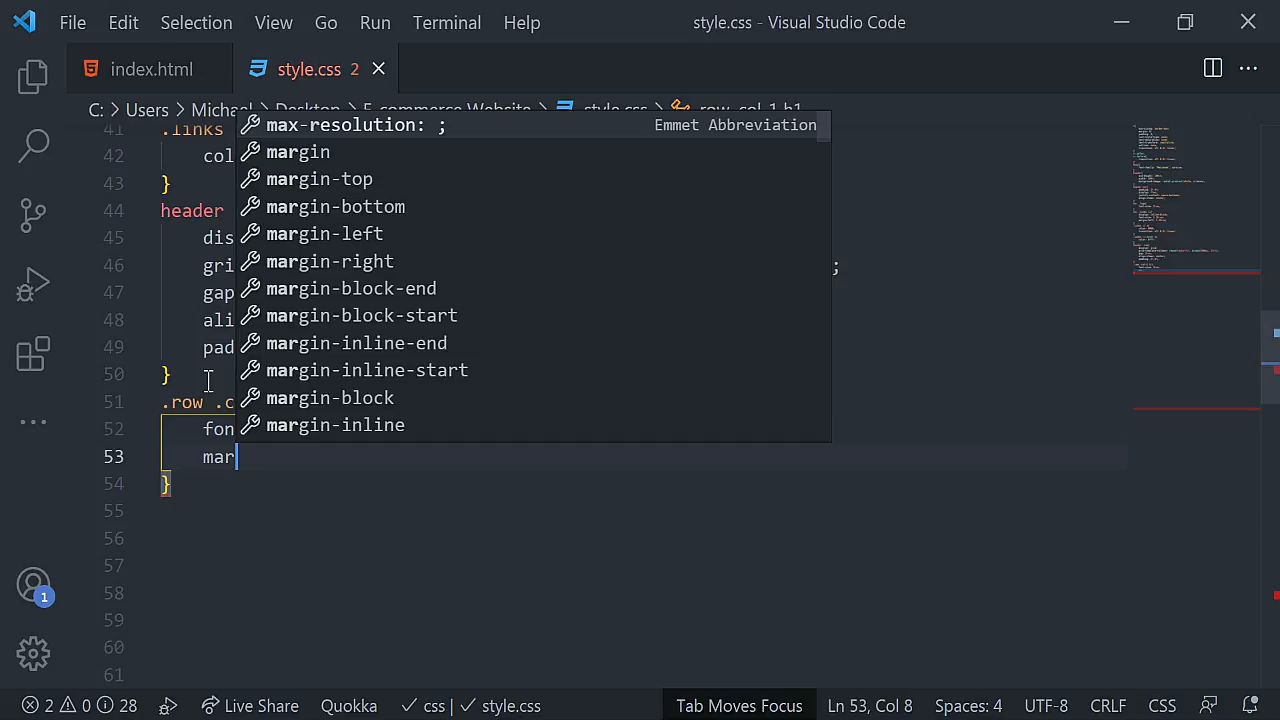 File Edit Selection View Go Run Terminal Help style.css - Visual Studio Code
index.html style.css 2
C: > Users > Michael > Desktop > E-commerce Website > style.css > .row .col-1 h1
41 .links
42 col
43 }
44 header
45 dis
46 gri ;
47 gap
48 ali
49 pad
50 }
51 .row .c
52 fon
53 mar
54 }
55
56
57
58
59
60
61
max-resolution: ; Emmet Abbreviation
margin
margin-top
margin-bottom
margin-left
margin-right
margin-block-end
margin-block-start
margin-inline-end
margin-inline-start
margin-block
margin-inline
1
2 0 28 Live Share Quokka css | style.css Tab Moves Focus Ln 53, Col 8 Spaces: 4 UTF-8 CRLF CSS